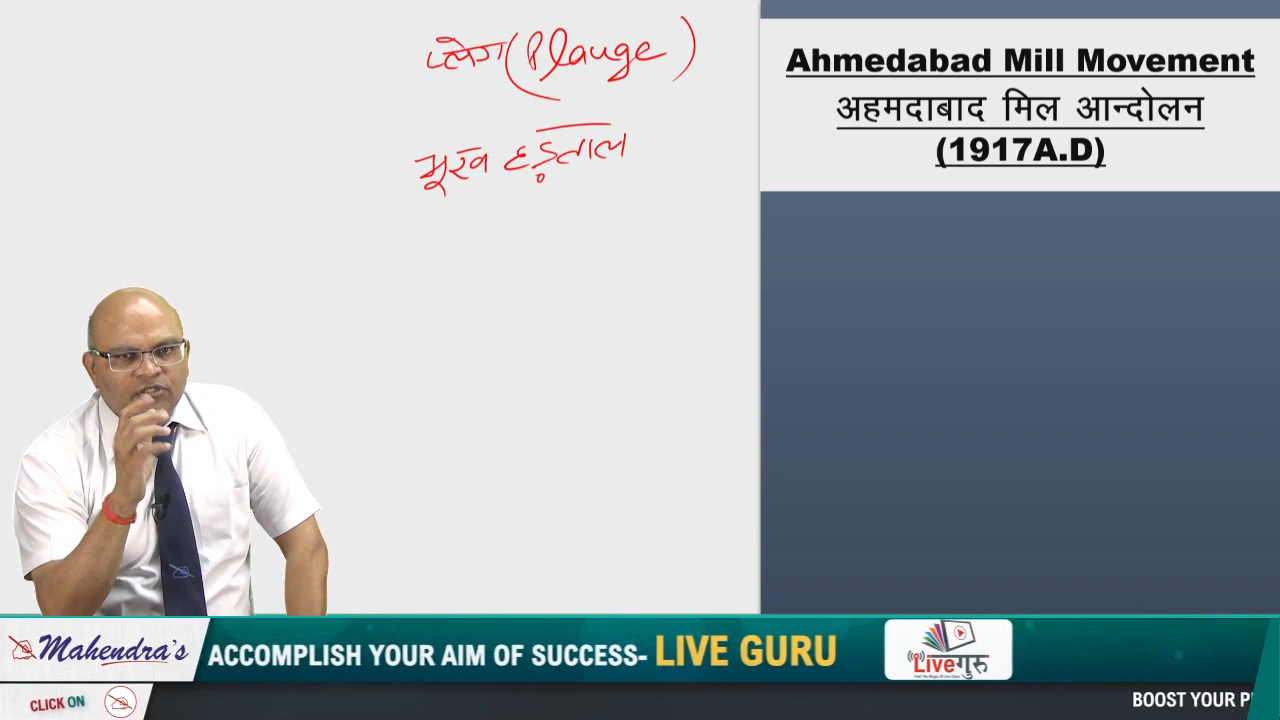 प्लेग (Plauge)
भूख हड़ताल
Ahmedabad Mill Movement
अहमदाबाद मिल आन्दोलन
(1917A.D)
Mahendra's
ACCOMPLISH YOUR AIM OF SUCCESS- LIVE GURU
Liveगुरु
CLICK ON
BOOST YOUR P